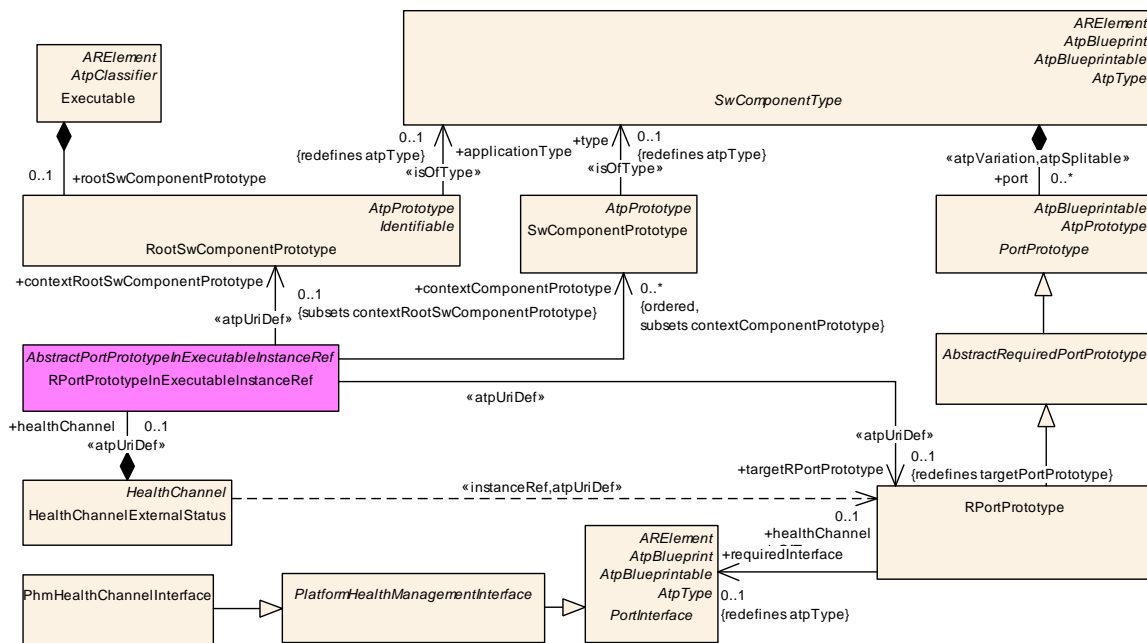 ARElement
AtpClassifier
Executable
ARElement
AtpBlueprint
AtpBlueprintable
AtpType
SwComponentType
0..1
+rootSwComponentPrototype
0..1
{redefines atpType}
+applicationType
«isOfType»
+type
0..1
{redefines atpType}
«isOfType»
«atpVariation,atpSplitable»
+port
0..*
AtpPrototype
Identifiable
RootSwComponentPrototype
AtpPrototype
SwComponentPrototype
AtpBlueprintable
AtpPrototype
PortPrototype
+contextRootSwComponentPrototype
0..1
{subsets contextRootSwComponentPrototype}
«atpUriDef»
+contextComponentPrototype
0..*
{ordered,
subsets contextComponentPrototype}
AbstractPortPrototypeInExecutableInstanceRef
RPortPrototypeInExecutableInstanceRef
AbstractRequiredPortPrototype
«atpUriDef»
+healthChannel
0..1
«atpUriDef»
«atpUriDef»
+targetRPortPrototype
0..1
{redefines targetPortPrototype}
HealthChannel
HealthChannelExternalStatus
«instanceRef,atpUriDef»
0..1
+healthChannel
RPortPrototype
+requiredInterface
0..1
{redefines atpType}
ARElement
AtpBlueprint
AtpBlueprintable
AtpType
PortInterface
PhmHealthChannelInterface
PlatformHealthManagementInterface